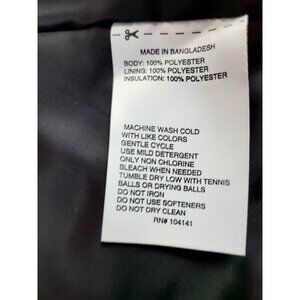 MADE IN BANGLADESH
BODY: 100% POLYESTER
LINING: 100% POLYESTER
INSULATION: 100% POLYESTER
MACHINE WASH COLD
WITH LIKE COLORS
GENTLE CYCLE
USE MILD DETERGENT
ONLY NON CHLORINE
BLEACH WHEN NEEDED
TUMBLE DRY LOW WITH TENNIS
BALLS OR DRYING BALLS
DO NOT IRON
DO NOT USE SOFTENERS
DO NOT DRY CLEAN
RN# 104141